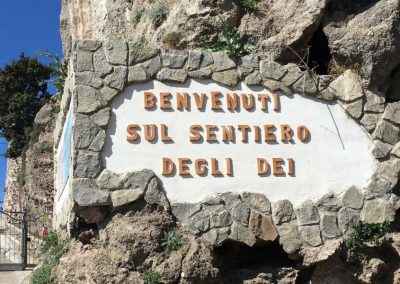 BENVENUTI
SUL SENTIERO
DEGLI DEI